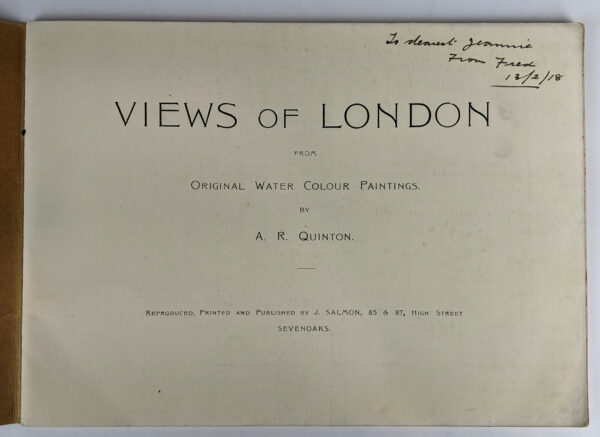 To dearest Jeannie
From Fred
13/2/18
VIEWS OF LONDON
FROM
ORIGINAL WATER COLOUR PAINTINGS.
BY
A. R. QUINTON.
REPRODUCED, PRINTED AND PUBLISHED BY J. SALMON, 85 & 87, HIGH STREET
SEVENOAKS.